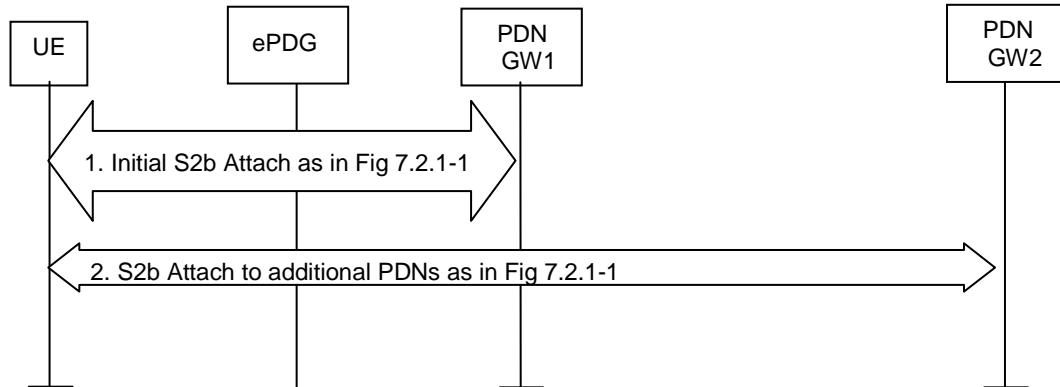 UE
ePDG
PDN
GW1
PDN
GW2
1. Initial S2b Attach as in Fig 7.2.1-1
2. S2b Attach to additional PDNs as in Fig 7.2.1-1